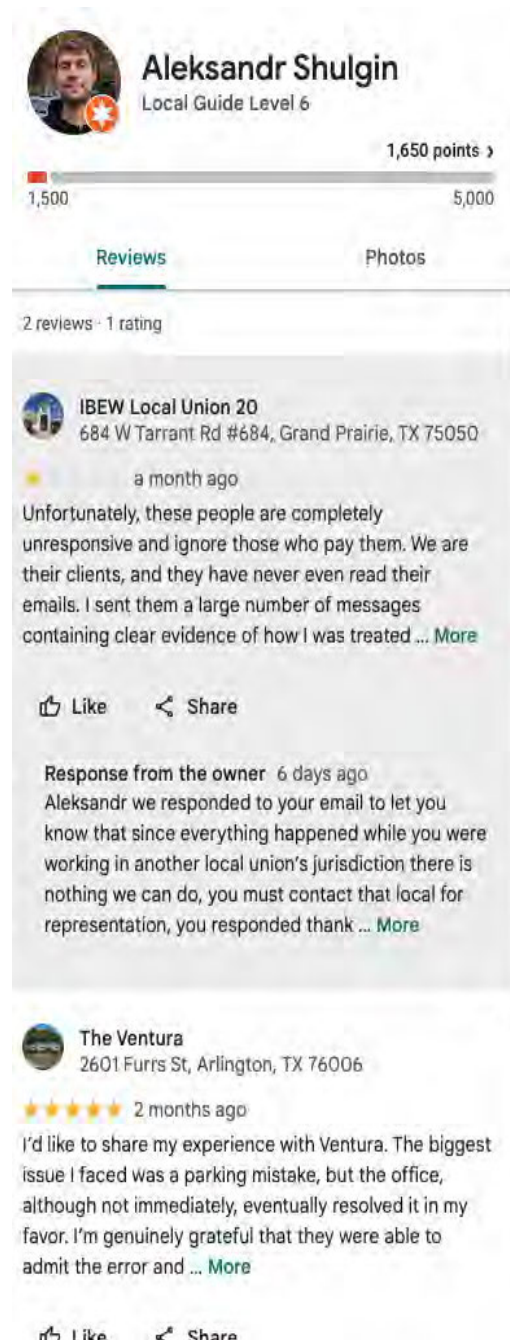 Aleksandr Shulgin
Local Guide Level 6
1,650 points ›
1,500 5,000
Reviews Photos
2 reviews · 1 rating
IBEW Local Union 20
684 W Tarrant Rd #684, Grand Prairie, TX 75050
a month ago
Unfortunately, these people are completely
unresponsive and ignore those who pay them. We are
their clients, and they have never even read their
emails. I sent them a large number of messages
containing clear evidence of how I was treated ... More
Like Share
Response from the owner 6 days ago
Aleksandr we responded to your email to let you
know that since everything happened while you were
working in another local union's jurisdiction there is
nothing we can do, you must contact that local for
representation, you responded thank ... More
The Ventura
2601 Furrs St, Arlington, TX 76006
2 months ago
I'd like to share my experience with Ventura. The biggest
issue I faced was a parking mistake, but the office,
although not immediately, eventually resolved it in my
favor. I'm genuinely grateful that they were able to
admit the error and ... More
Like Share